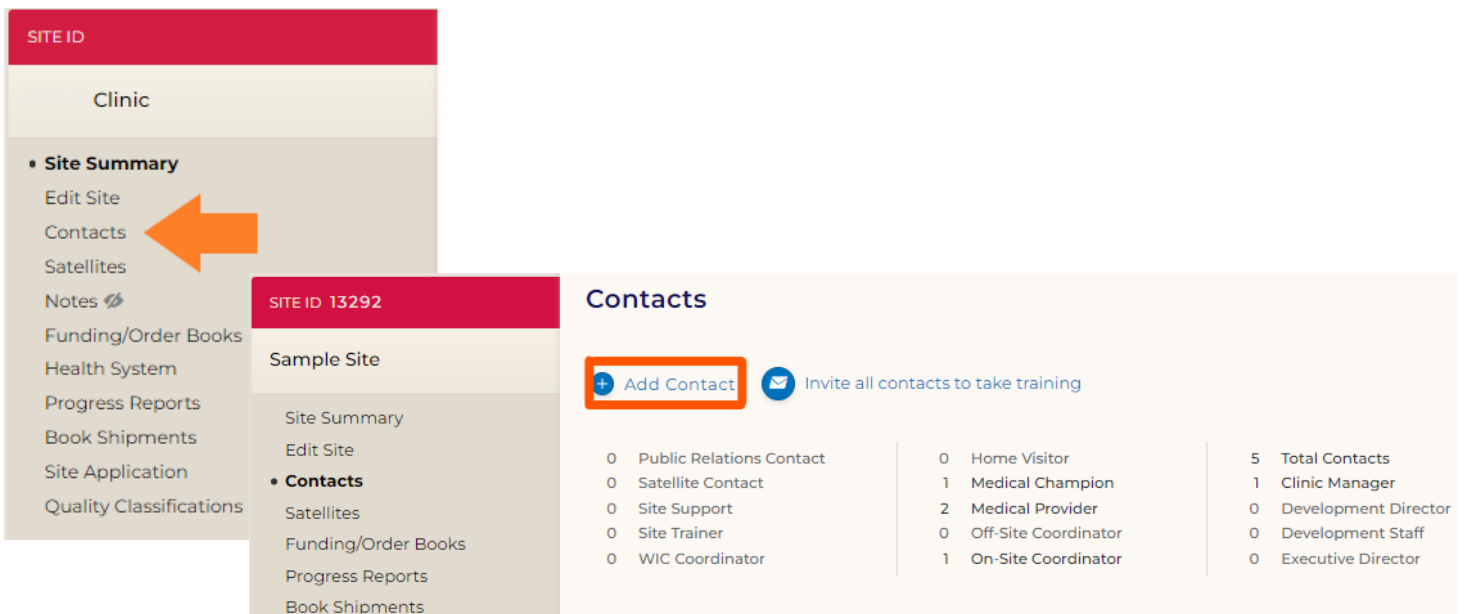 SITE ID
Clinic
Site Summary
Edit Site
Contacts
Satellites
Notes
Funding/Order Books
Health System
Progress Reports
Book Shipments
Site Application
Quality Classifications
SITE ID 13292
Sample Site
Site Summary
Edit Site
Contacts
Satellites
Funding/Order Books
Progress Reports
Book Shipments
Contacts
Add Contact
Invite all contacts to take training
0 Public Relations Contact
0 Satellite Contact
0 Site Support
0 Site Trainer
0 WIC Coordinator
0 Home Visitor
1 Medical Champion
2 Medical Provider
0 Off-Site Coordinator
1 On-Site Coordinator
5 Total Contacts
1 Clinic Manager
0 Development Director
0 Development Staff
0 Executive Director